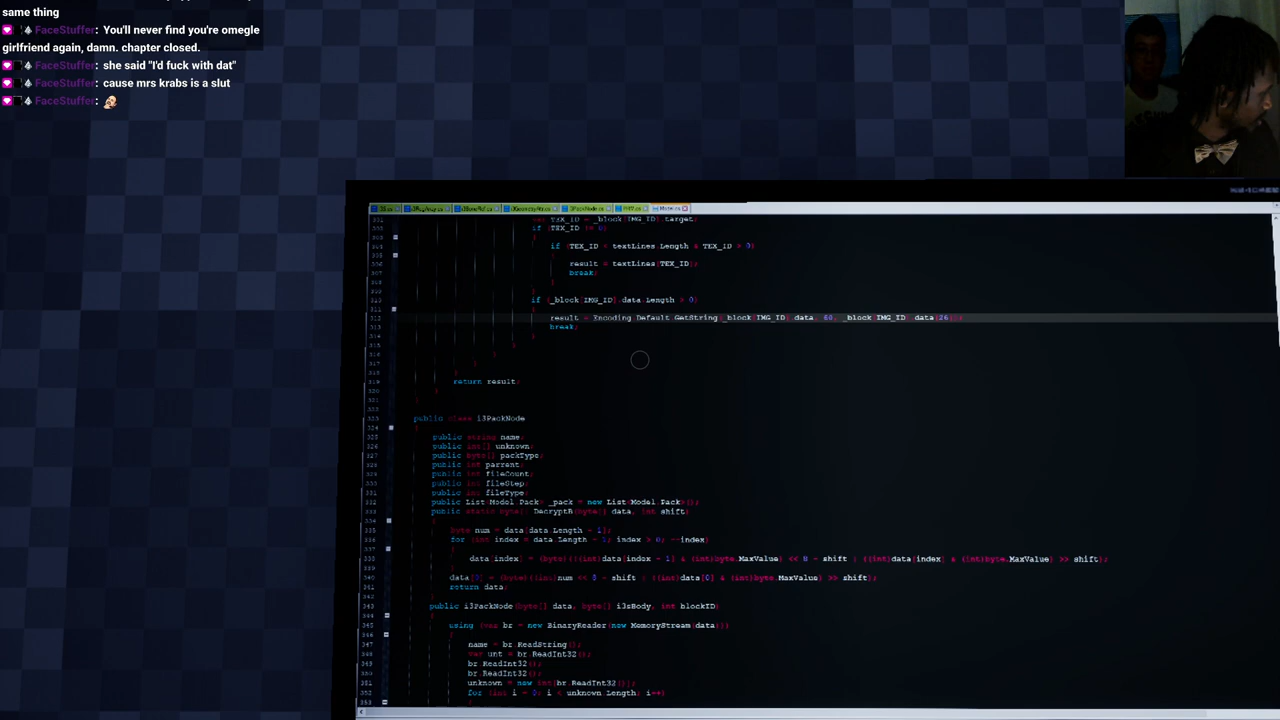 same thing
FaceStuffer: You'll never find you're omegle
girlfriend again, damn. chapter closed.
FaceStuffer: she said "I'd fuck with dat"
FaceStuffer: cause mrs krabs is a slut
FaceStuffer:
var TEX_ID = _block[IMG_ID].target;
if (TEX_ID != 0)
if (TEX_ID < textLines.Length & TEX_ID > 0)
result = textLines[TEX_ID];
break;
if (_block[IMG_ID].data.Length > 0)
result = Encoding.Default.GetString(_block[IMG_ID].data, 60, _block[IMG_ID].data[26]);
break;
return result;
public class i3PackNode
public string name;
public int[] unknown;
public byte[] packType;
public int parrent;
public int fileCount;
public int fileStep;
public int fileType;
public List<Model.Pack> _pack = new List<Model.Pack>();
public static byte[] DecryptB(byte[] data, int shift)
byte num = data[data.Length - 1];
for (int index = data.Length - 1; index > 0; --index)
data[index] = (byte)(((int)data[index - 1] & (int)byte.MaxValue) << 8 - shift | ((int)data[index] & (int)byte.MaxValue) >> shift);
data[0] = (byte)((int)num << 8 - shift | ((int)data[0] & (int)byte.MaxValue) >> shift);
return data;
public i3PackNode(byte[] data, byte[] i3sBody, int blockID)
using (var br = new BinaryReader(new MemoryStream(data)))
name = br.ReadString();
var unt = br.ReadInt32();
br.ReadInt32();
br.ReadInt32();
unknown = new int[br.ReadInt32()];
for (int i = 0; i < unknown.Length; i++)